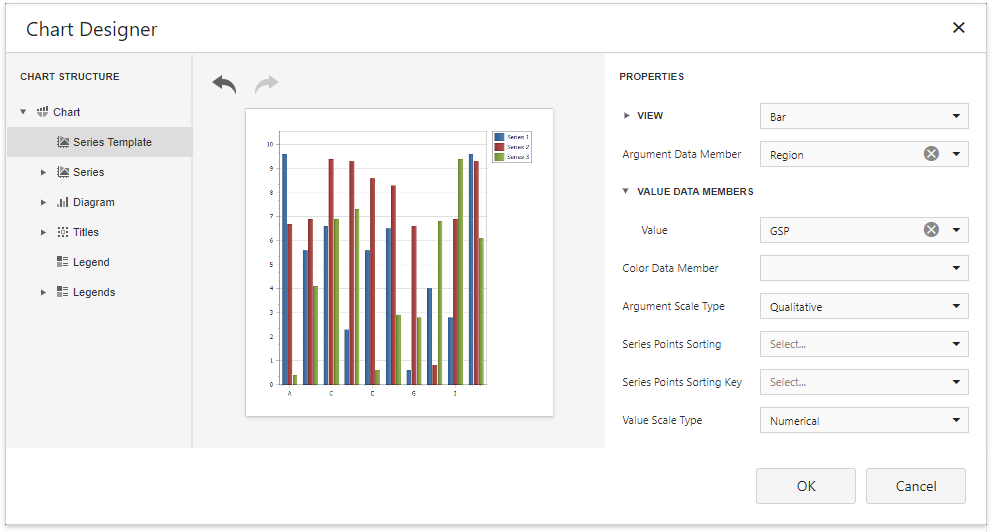 Chart Designer
CHART STRUCTURE
Chart
Series Template
Series
Diagram
Titles
Legend
Legends
10
9
8
7
6
5
4
3
2
1
0
A
C
E
G
I
Series 1
Series 2
Series 3
PROPERTIES
VIEW Bar
Argument Data Member Region
VALUE DATA MEMBERS
Value GSP
Color Data Member
Argument Scale Type Qualitative
Series Points Sorting Select...
Series Points Sorting Key Select...
Value Scale Type Numerical
OK Cancel